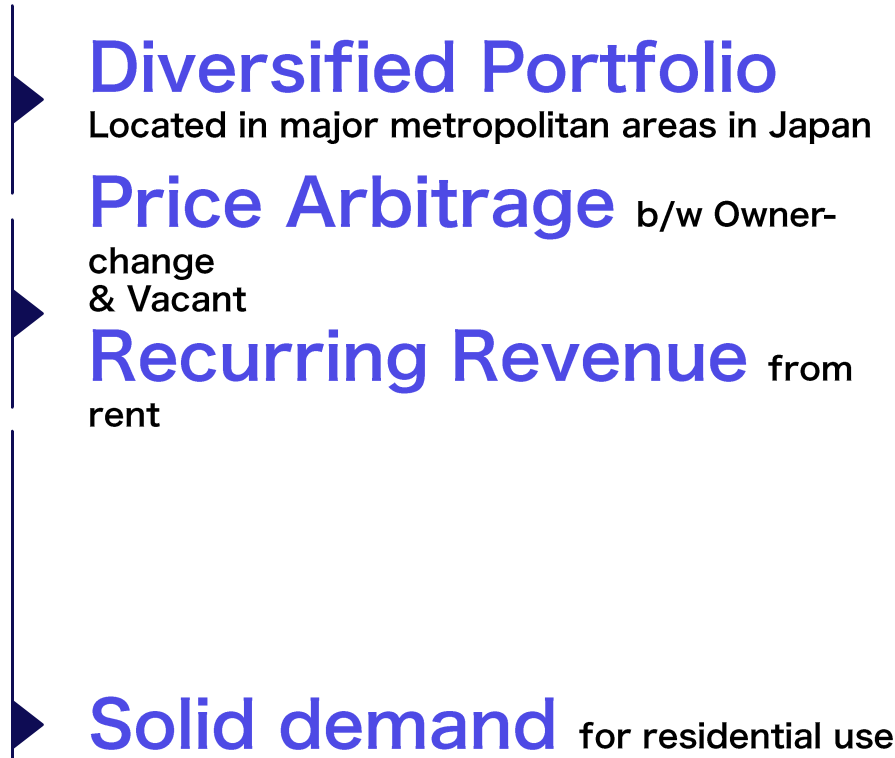 Diversified Portfolio
Located in major metropolitan areas in Japan
Price Arbitrage b/w Owner-
change
& Vacant
Recurring Revenue from
rent
Solid demand for residential use